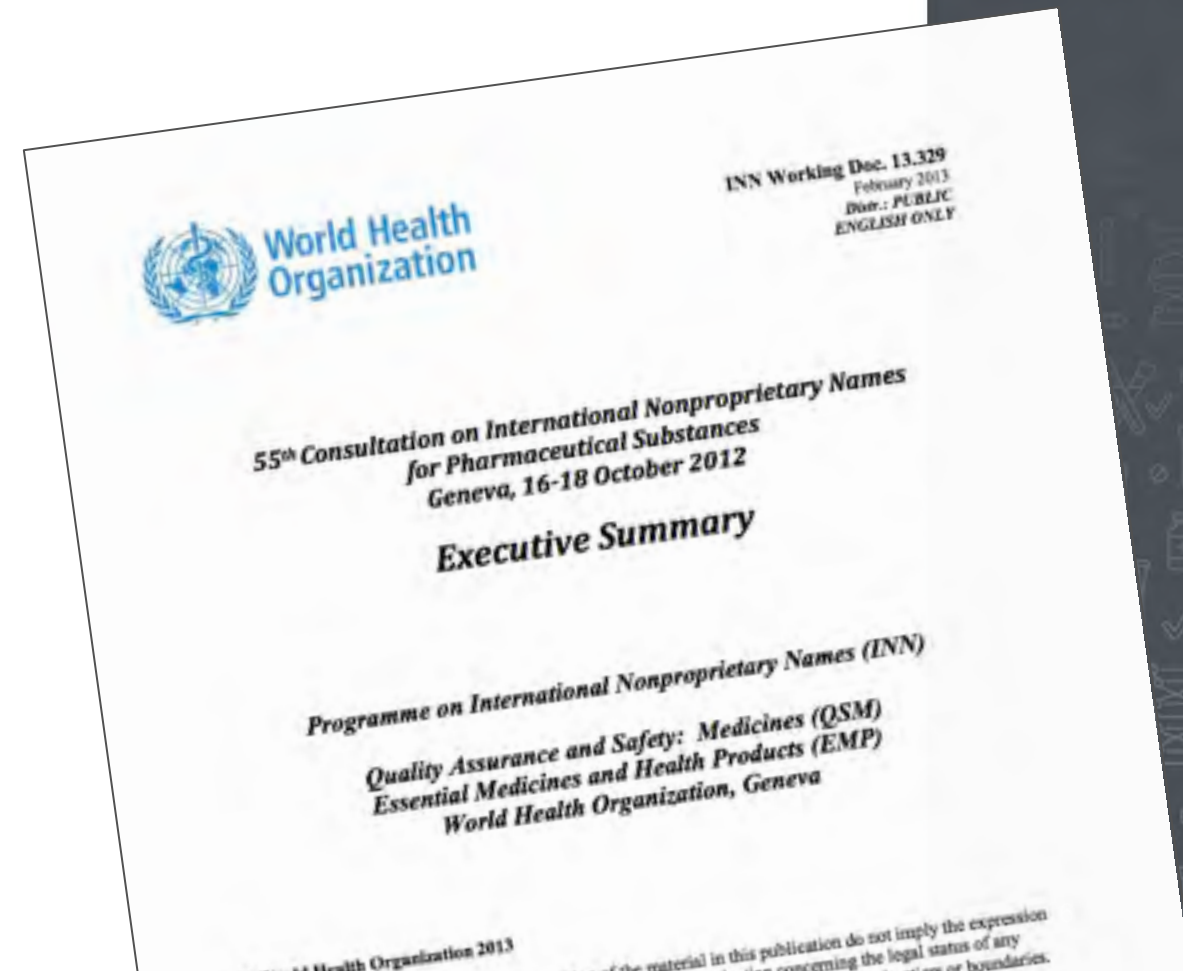 INN Working Doc. 13.329
February 2013
Distr.: PUBLIC
ENGLISH ONLY
World Health
Organization
55th Consultation on International Nonproprietary Names
for Pharmaceutical Substances
Geneva, 16-18 October 2012
Executive Summary
Programme on International Nonproprietary Names (INN)
Quality Assurance and Safety: Medicines (QSM)
Essential Medicines and Health Products (EMP)
World Health Organization, Geneva
Health Organization 2013
of the material in this publication do not imply the expression
concerning the legal status of any
or boundaries.